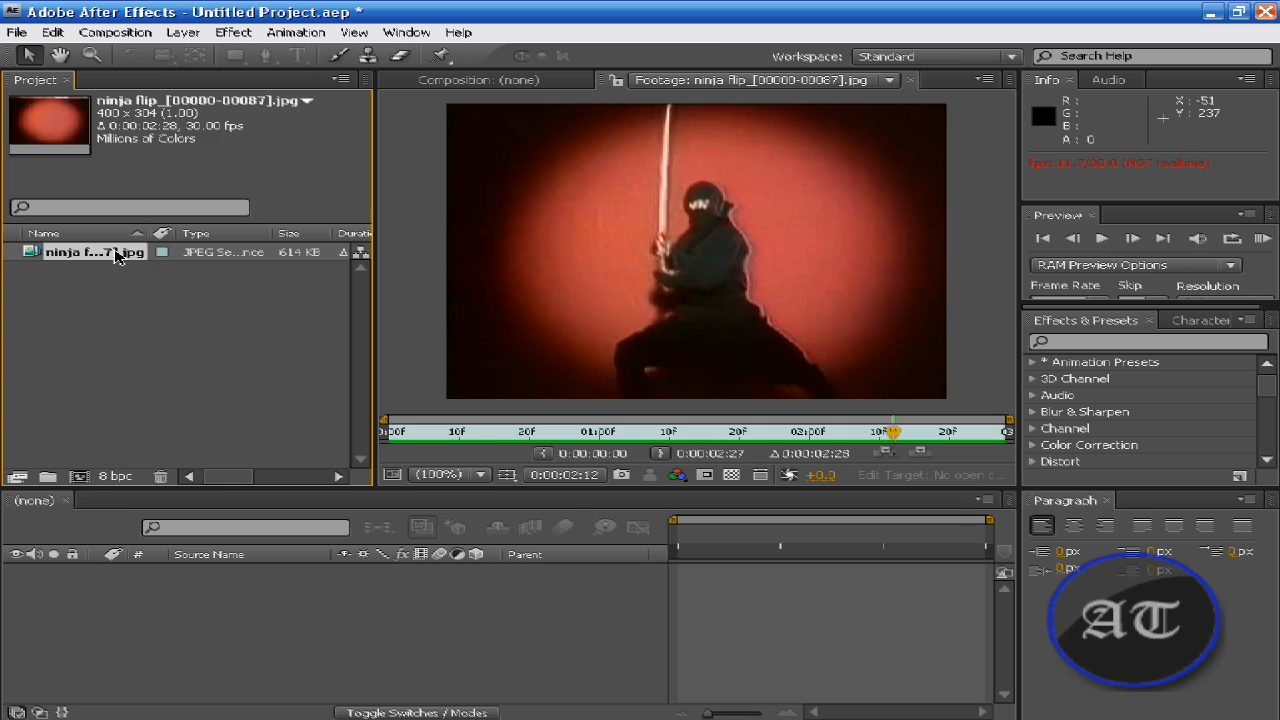 Adobe After Effects - Untitled Project.aep *
File Edit Composition Layer Effect Animation View Window Help
Workspace: Standard Search Help
Project
ninja flip_[00000-00087].jpg
400 x 304 (1.00)
Δ 0:00:02:28, 30.00 fps
Millions of Colors
Name Type Size Duratio
ninja f...7].jpg JPEG Se...nce 614 KB
8 bpc
Composition: (none) Footage: ninja flip_[00000-00087].jpg
10f 20f 01:00f 10f 20f 02:00f 20f
0:00:00:00 0:00:02:27 Δ 0:00:02:28
(100%) 0:00:02:12 +0.0 Edit Target: No open c...
Info Audio
R: X: -51
G: Y: 237
B:
A: 0
fps: 11.7/30.0 (NOT realtime)
Preview
RAM Preview Options
Frame Rate Skip Resolution
Effects & Presets Character
* Animation Presets
3D Channel
Audio
Blur & Sharpen
Channel
Color Correction
Distort
(none)
# Source Name Parent
Toggle Switches / Modes
Paragraph
0 px 0 px 0 px
0 px 0 px
AT